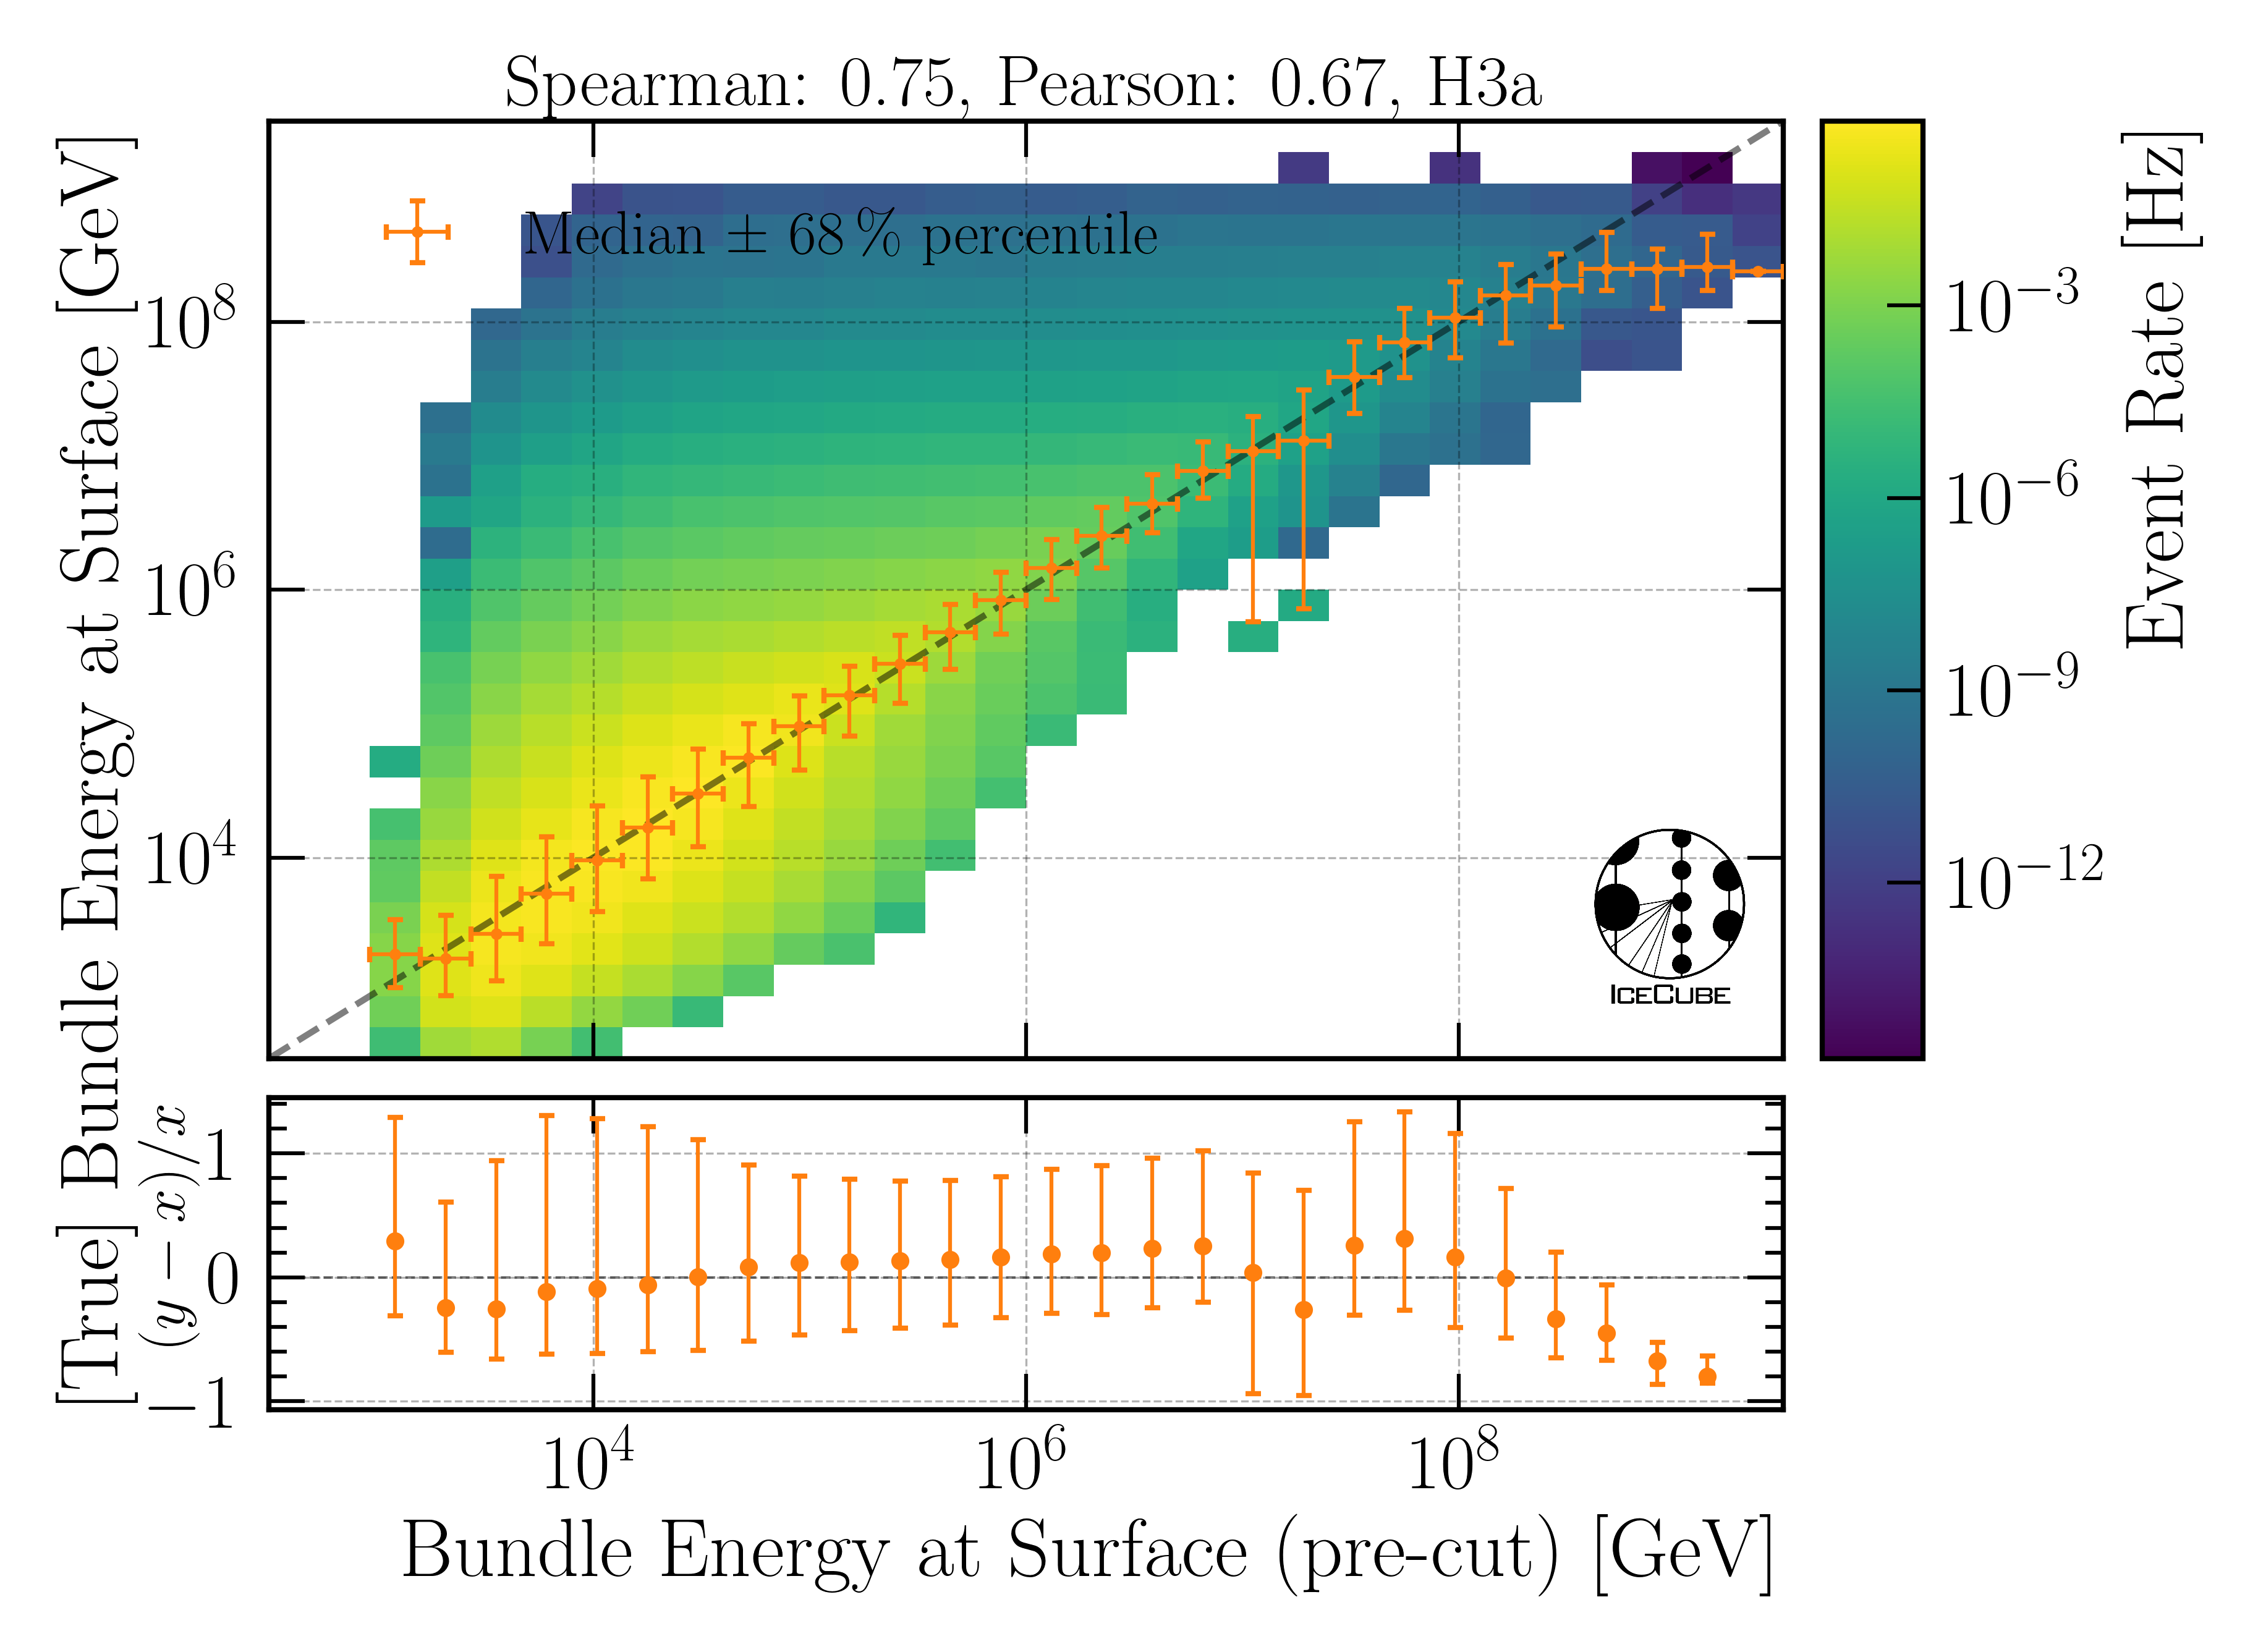 Spearman: 0.75, Pearson: 0.67, H3a
[True] Bundle Energy at Surface [GeV]
10^8
10^6
10^4
Median ± 68 % percentile
ICECUBE
10^−3
10^−6
10^−9
10^−12
Event Rate [Hz]
(y − x)/x
1
0
−1
10^4
10^6
10^8
Bundle Energy at Surface (pre-cut) [GeV]